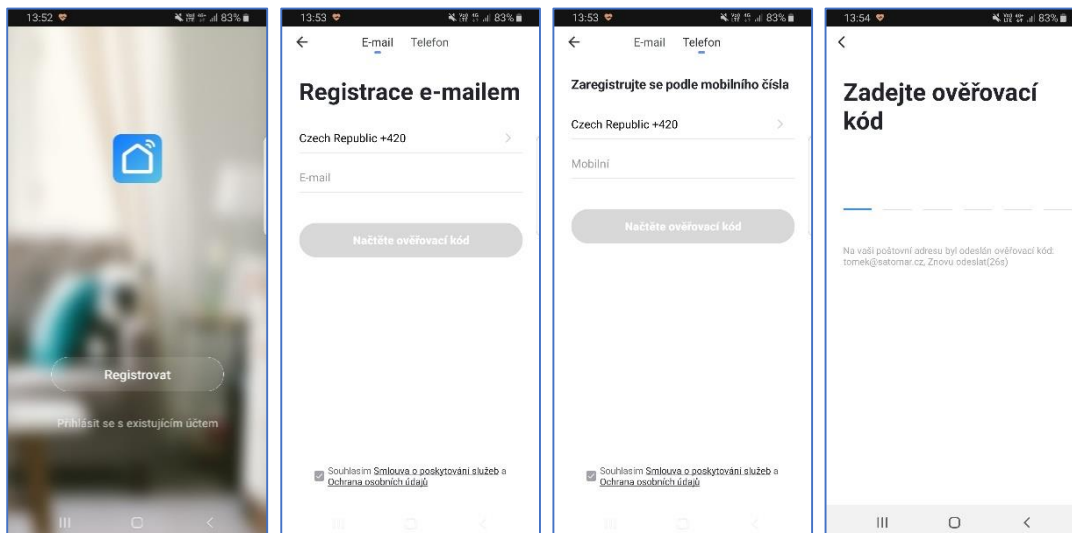 13:52 83%
Registrovat
Přihlásit se s existujícím účtem
13:53 83%
E-mail Telefon
Registrace e-mailem
Czech Republic +420
E-mail
Načtěte ověřovací kód
Souhlasím Smlouva o poskytování služeb a
Ochrana osobních údajů
13:53 83%
E-mail Telefon
Zaregistrujte se podle mobilního čísla
Czech Republic +420
Mobilní
Načtěte ověřovací kód
Souhlasím Smlouva o poskytování služeb a
Ochrana osobních údajů
13:54 83%
Zadejte ověřovací
kód
Na vaši poštovní adresu byl odeslán ověřovací kód:
tomek@satomar.cz, Znovu odeslat(26s)